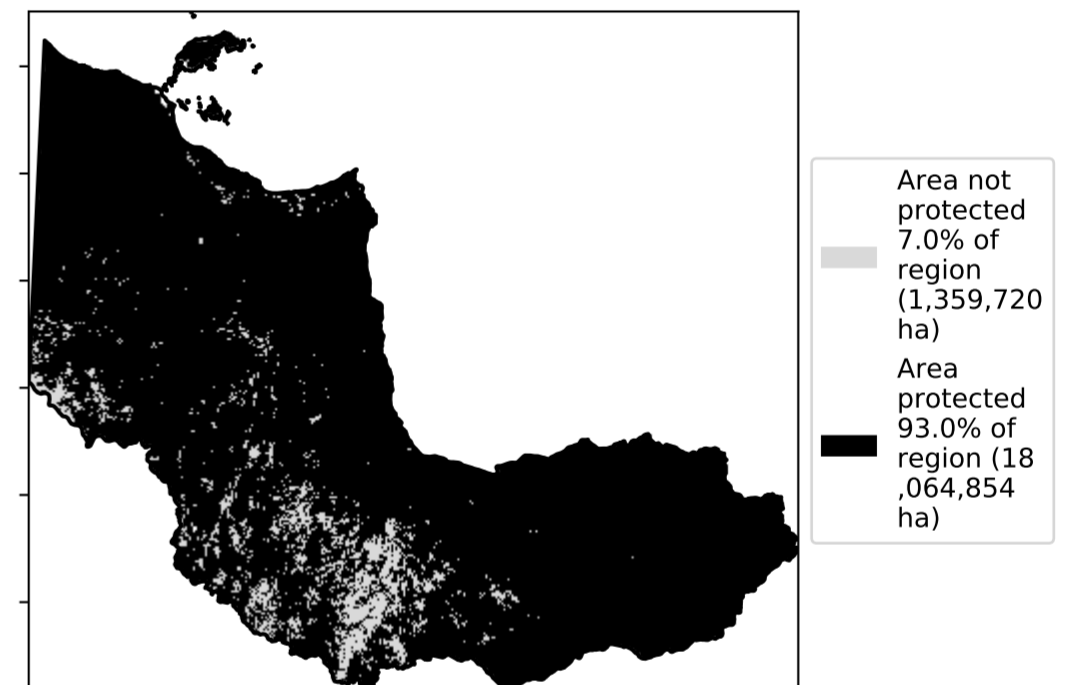 Area not
protected
7.0% of
region
(1,359,720
ha)
Area
protected
93.0% of
region (18
,064,854
ha)